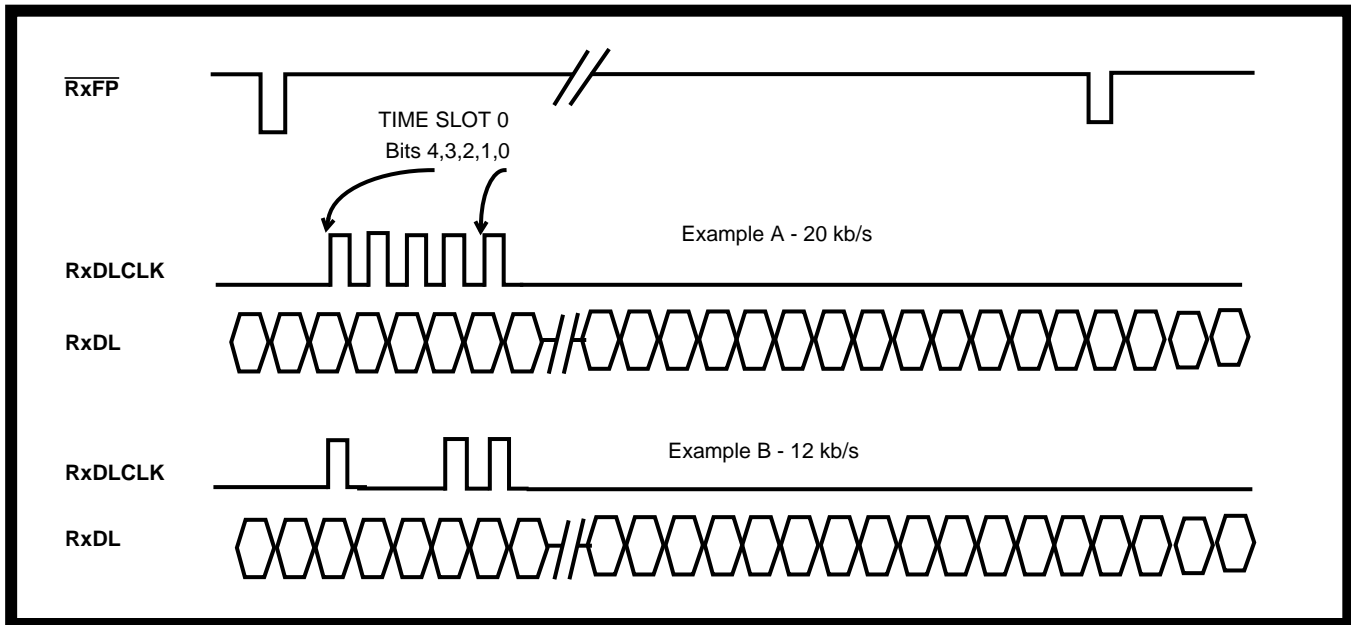 RxFP
TIME SLOT 0
Bits 4,3,2,1,0
Example A - 20 kb/s
RxDLCLK
RxDL
Example B - 12 kb/s
RxDLCLK
RxDL